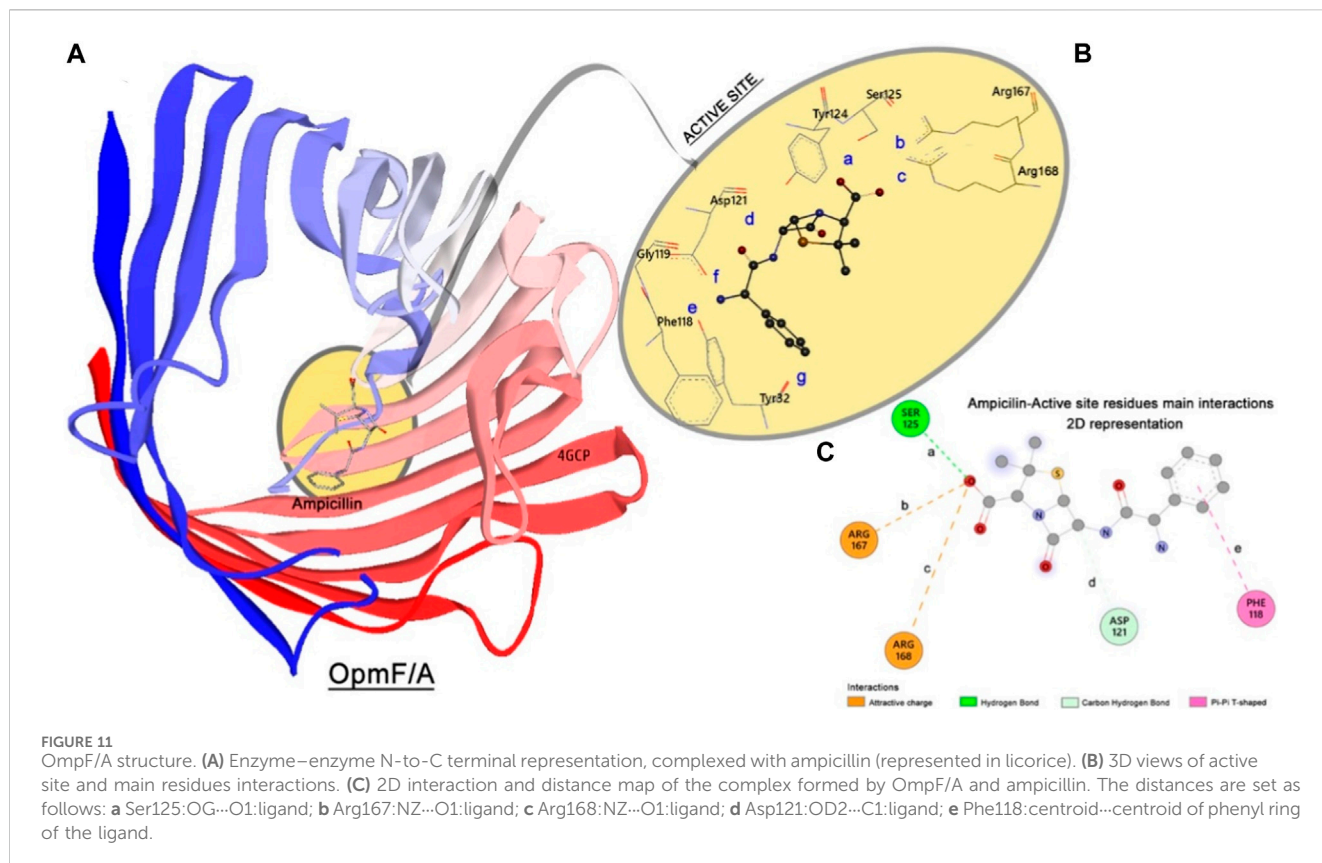 A
B
ACTIVE SITE
Ser125
Arg167
Tyr124
b
a
c
Arg168
Asp121
d
Gly119
f
e
Phe118
g
Tyr32
4GCP
Ampicillin
OpmF/A
Ampicilin-Active site residues main interactions
2D representation
C
SER
125
a
S
O
O
b
O
N
N
N
ARG
167
O
c
d
e
ASP
121
PHE
118
ARG
168
Interactions
Attractive charge Hydrogen Bond Carbon Hydrogen Bond Pi-Pi T-shaped
FIGURE 11
OmpF/A structure. (A) Enzyme–enzyme N-to-C terminal representation, complexed with ampicillin (represented in licorice). (B) 3D views of active
site and main residues interactions. (C) 2D interaction and distance map of the complex formed by OmpF/A and ampicillin. The distances are set as
follows: a Ser125:OG···O1:ligand; b Arg167:NZ···O1:ligand; c Arg168:NZ···O1:ligand; d Asp121:OD2···C1:ligand; e Phe118:centroid···centroid of phenyl ring
of the ligand.